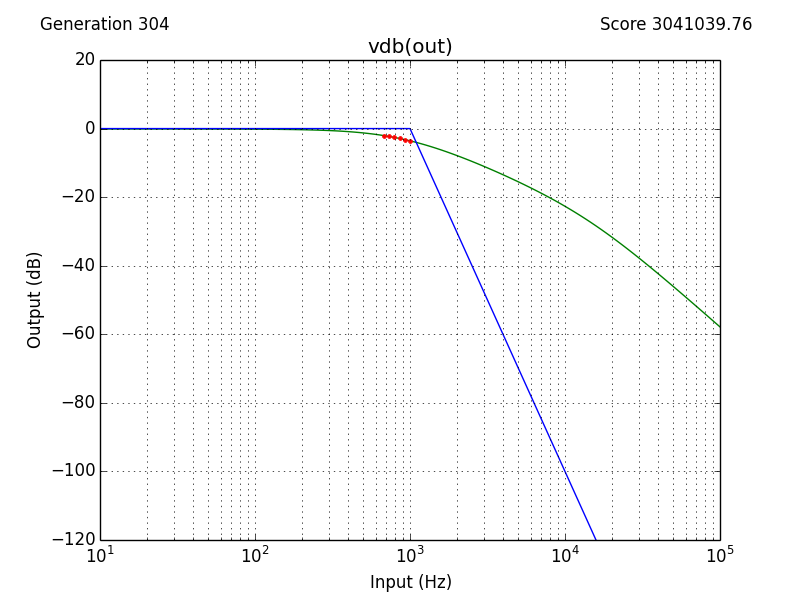 Generation 304
Score 3041039.76
vdb(out)
20
0
−20
−40
−60
−80
−100
−120
Output (dB)
10¹
10²
10³
10⁴
10⁵
Input (Hz)